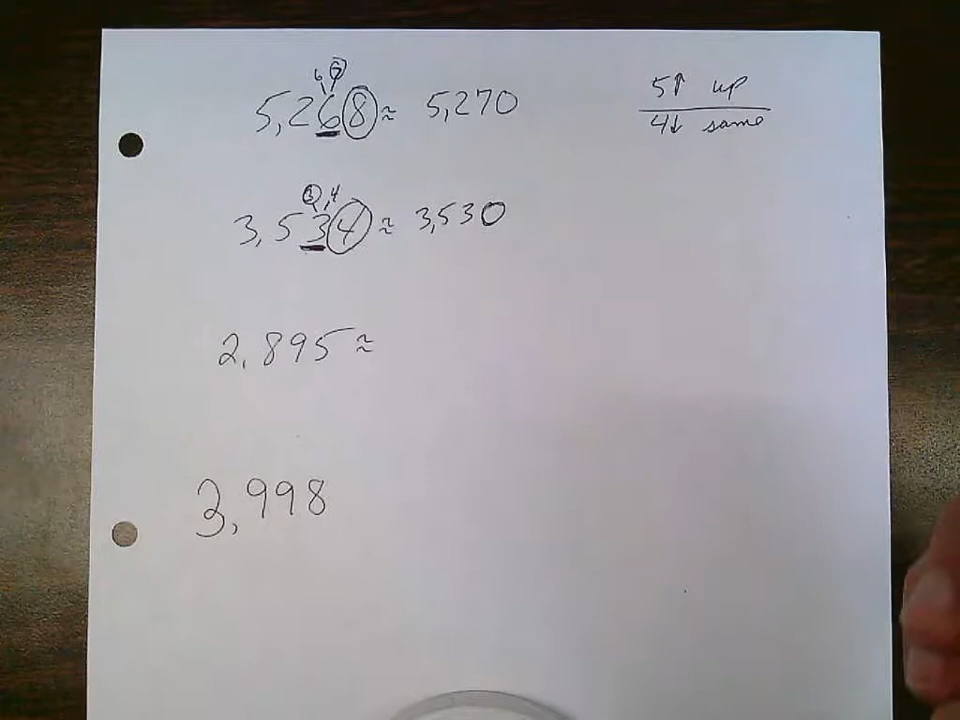 6 7
5,268 ≈ 5,270
5↑ up
4↓ same
3, 4
3,534 ≈ 3,530
2,895 ≈
3,998